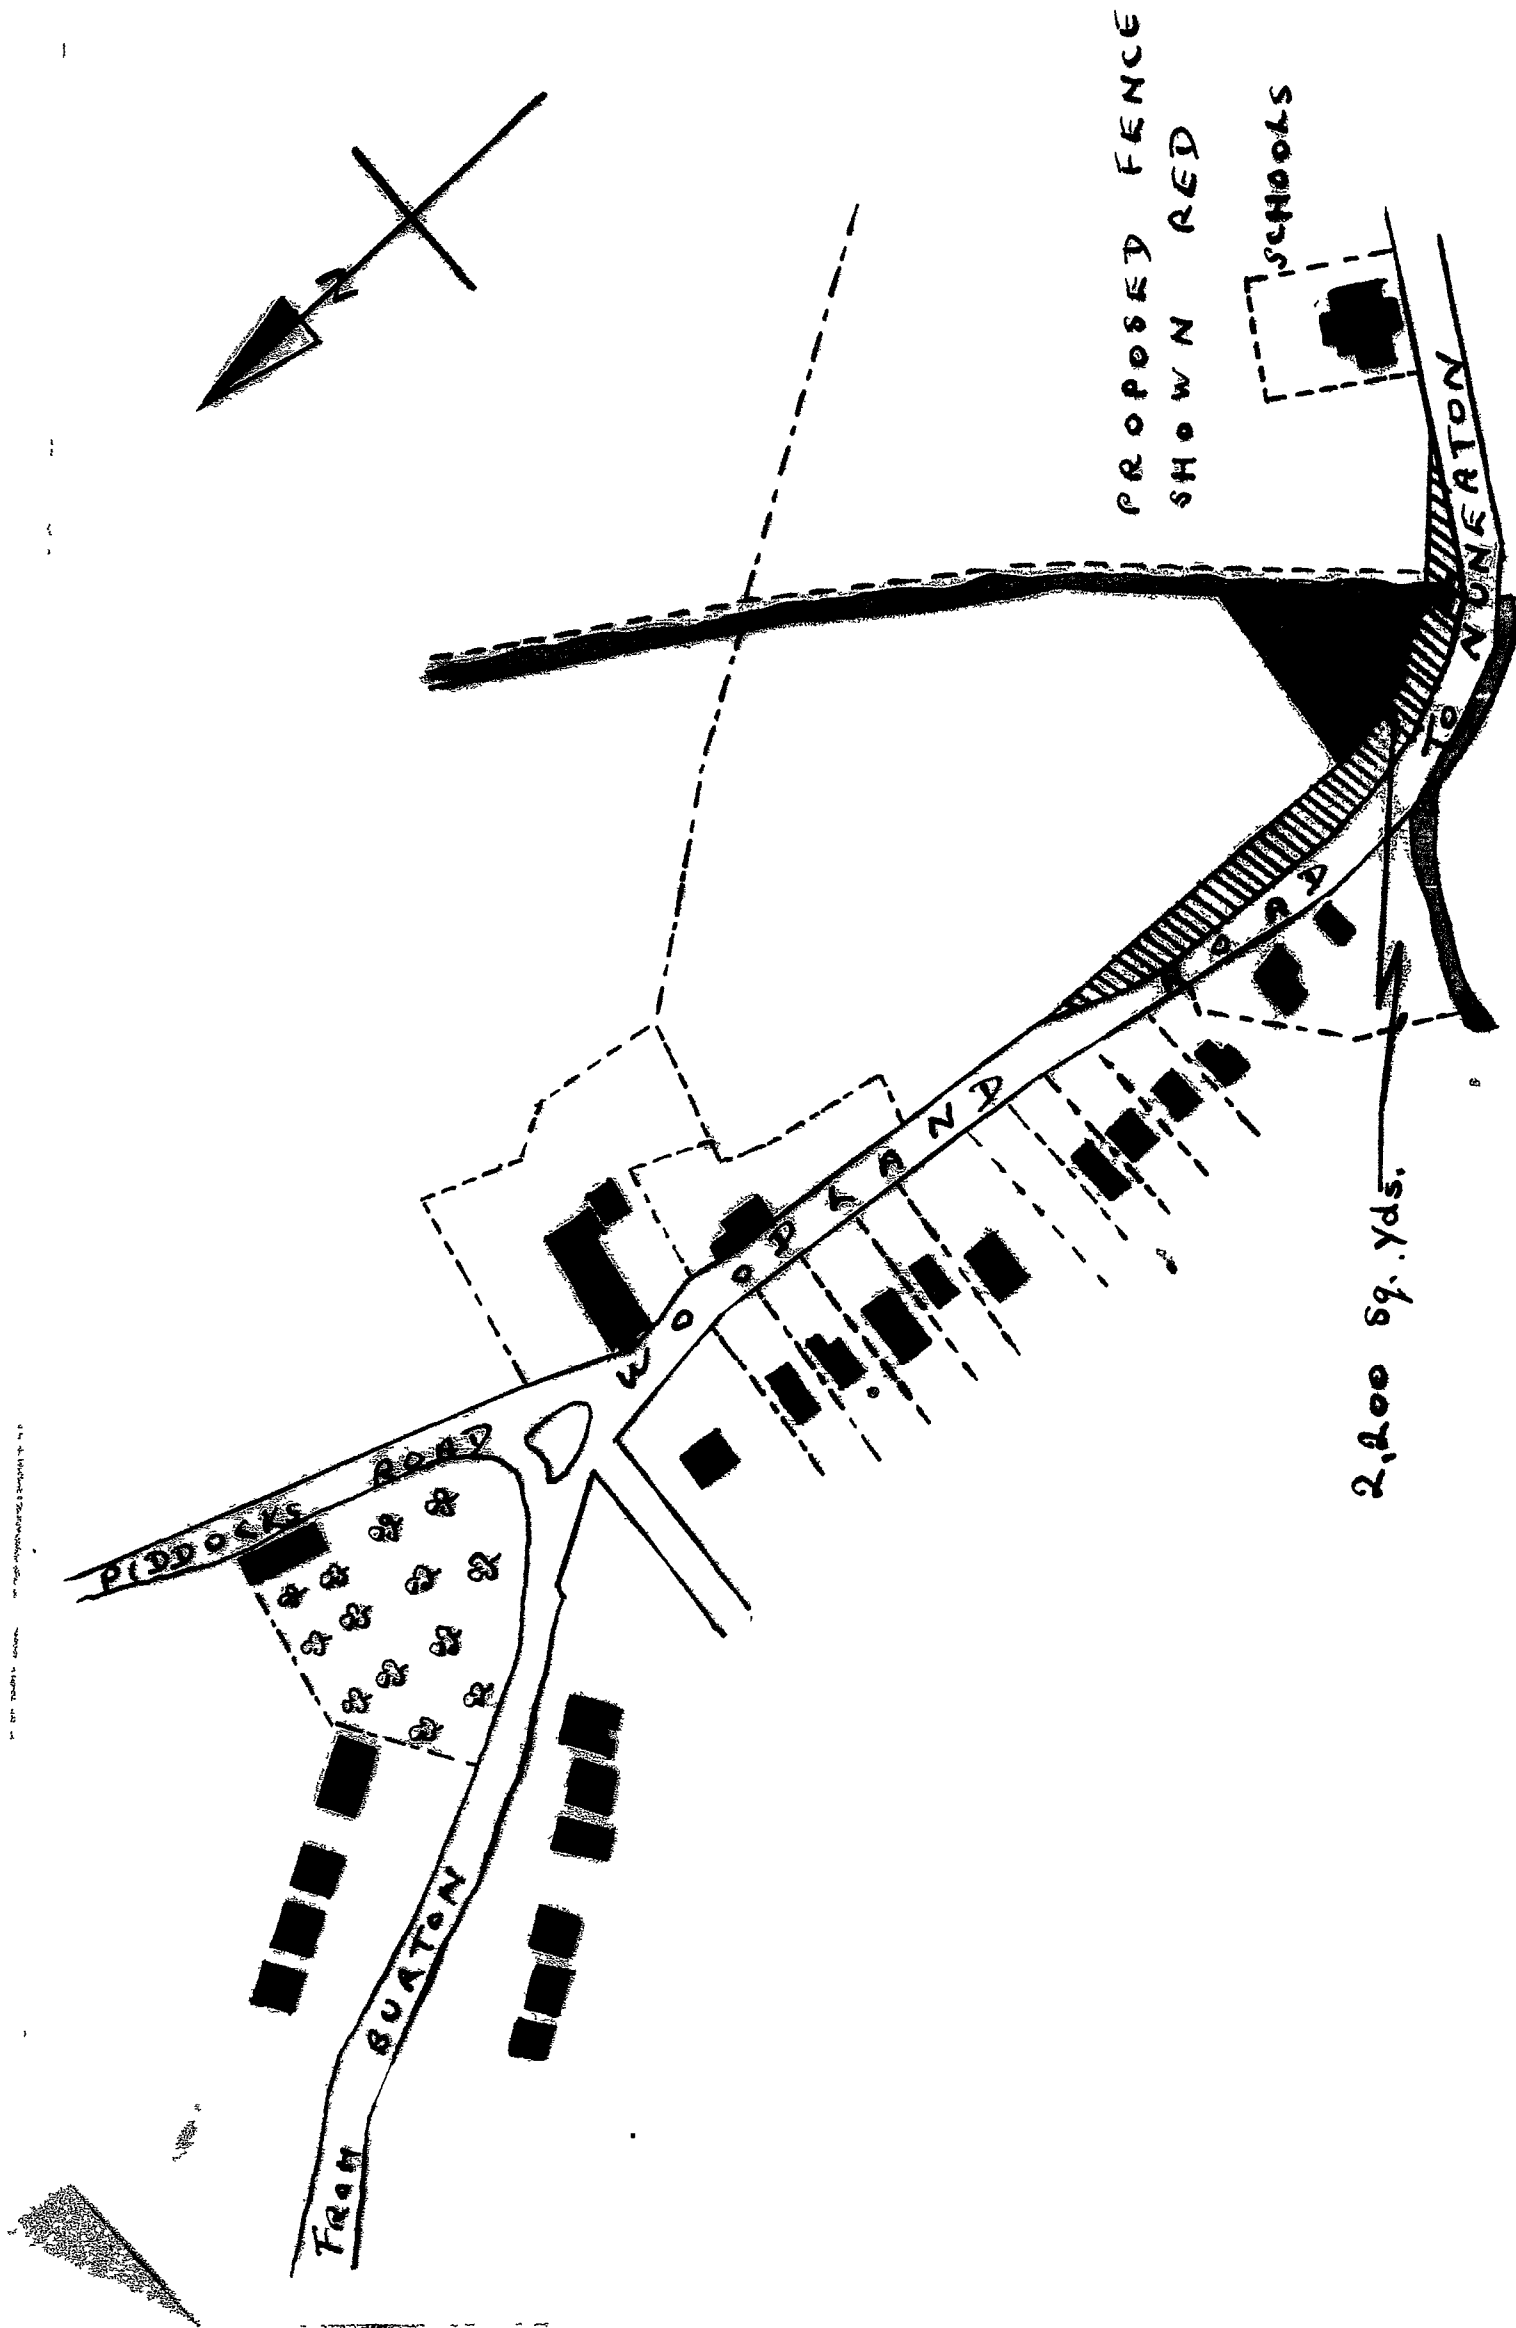 N
PROPOSED FENCE
SHOWN RED
SCHOOLS
PIDDOCKS ROAD
WOODLAND ROAD
TO NUNEATON
FROM BURTON
2,200 Sq. Yds.